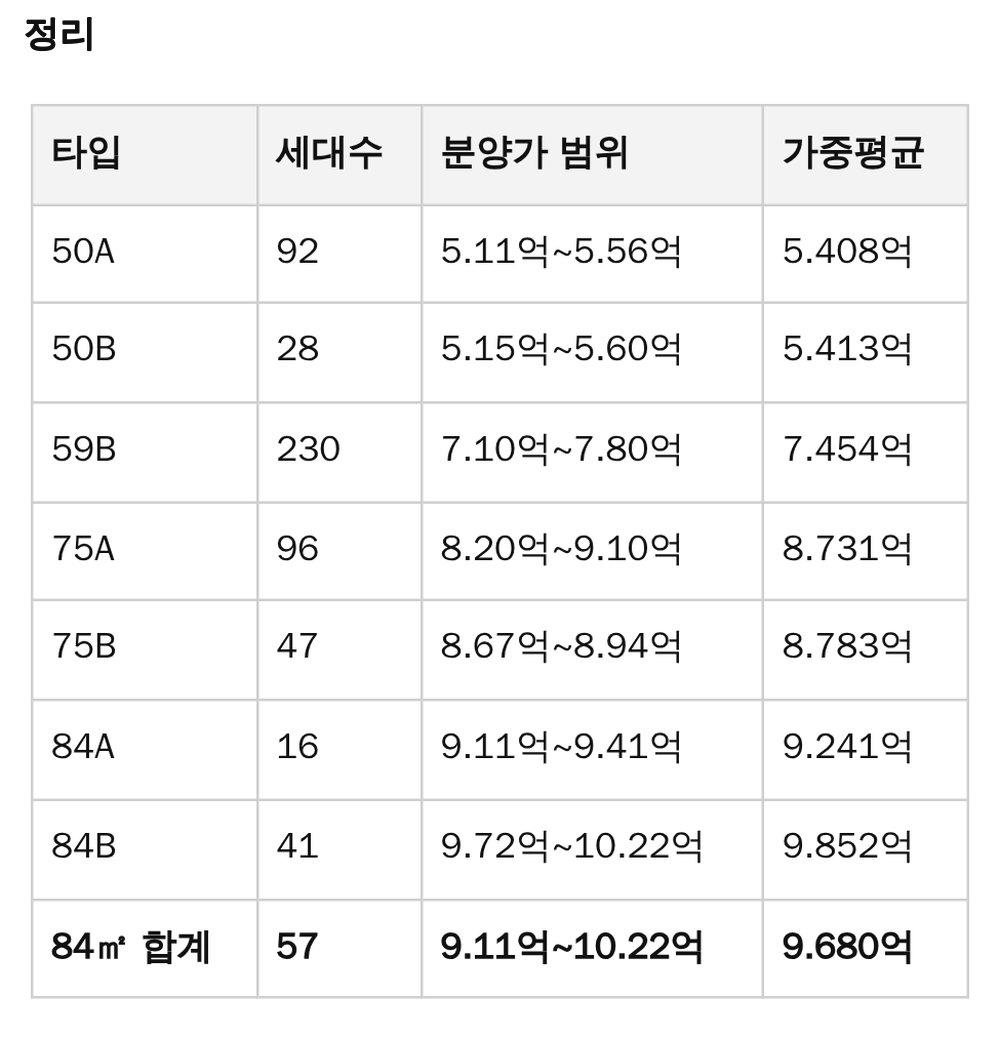 정리
타입 세대수 분양가 범위 가중평균
50A 92 5.11억~5.56억 5.408억
50B 28 5.15억~5.60억 5.413억
59B 230 7.10억~7.80억 7.454억
75A 96 8.20억~9.10억 8.731억
75B 47 8.67억~8.94억 8.783억
84A 16 9.11억~9.41억 9.241억
84B 41 9.72억~10.22억 9.852억
84㎡ 합계 57 9.11억~10.22억 9.680억